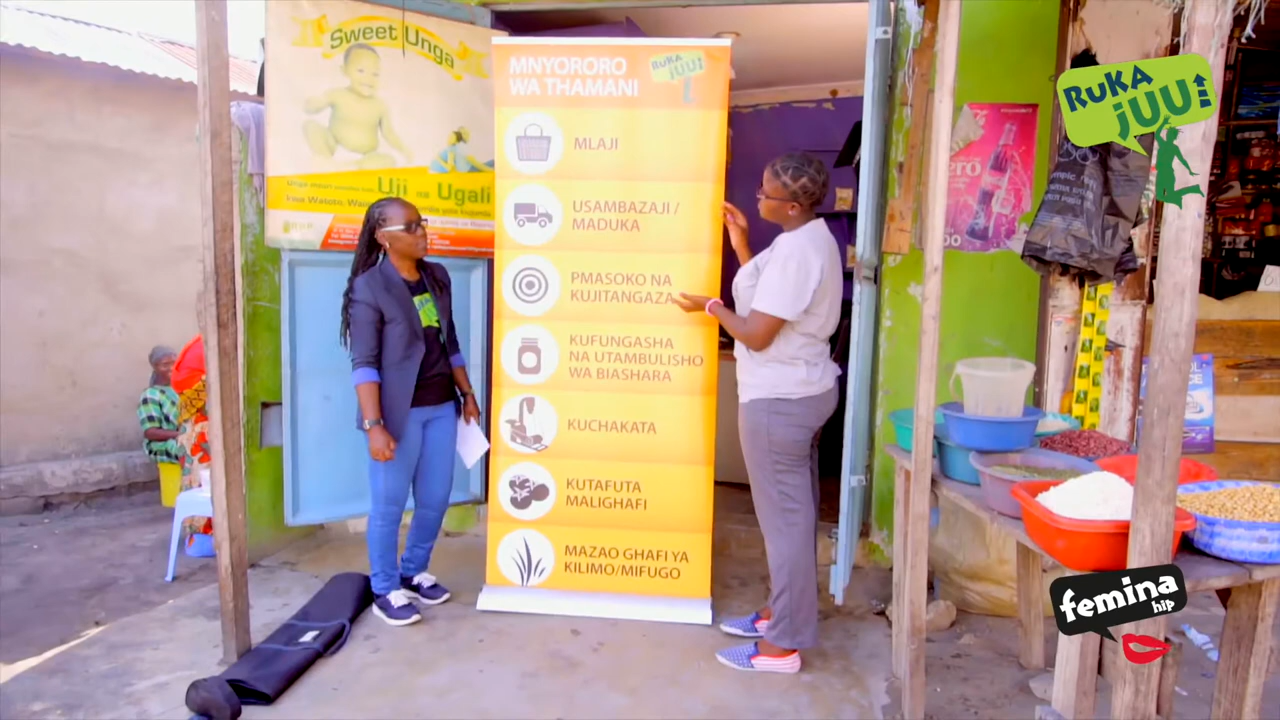 Sweet Unga
Uji na Ugali
MNYORORO
WA THAMANI
RUKA
JUU!
MLAJI
USAMBAZAJI /
MADUKA
PMASOKO NA
KUJITANGAZA
KUFUNGASHA
NA UTAMBULISHO
WA BIASHARA
KUCHAKATA
KUTAFUTA
MALIGHAFI
MAZAO GHAFI YA
KILIMO/MIFUGO
RUKA
JUU
femina
hip